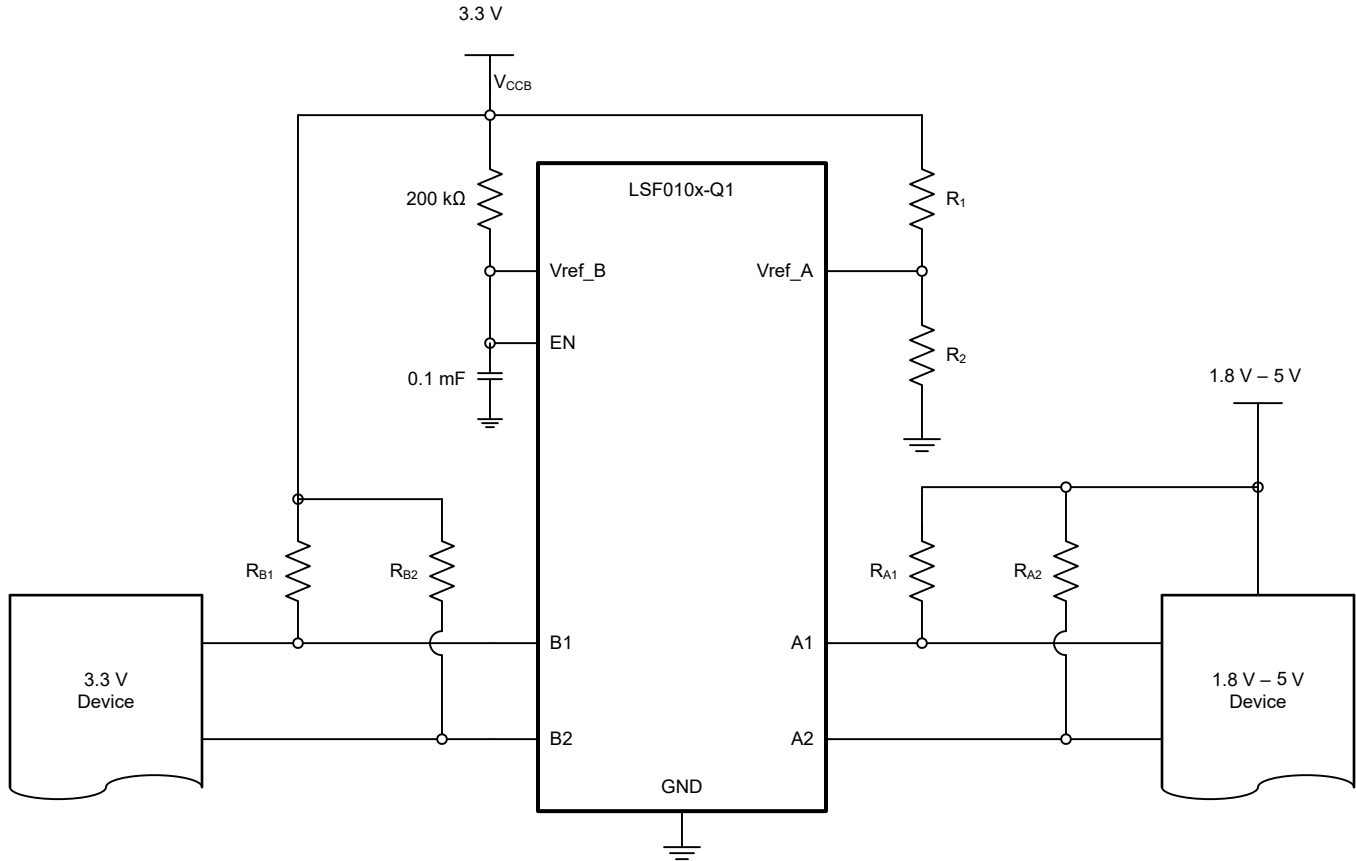 3.3 V
VCCB
LSF010x-Q1
200 kΩ
R1
Vref_B
Vref_A
EN
R2
0.1 mF
1.8 V – 5 V
RB1
RB2
RA1
RA2
B1
A1
3.3 V
Device
1.8 V – 5 V
Device
B2
A2
GND